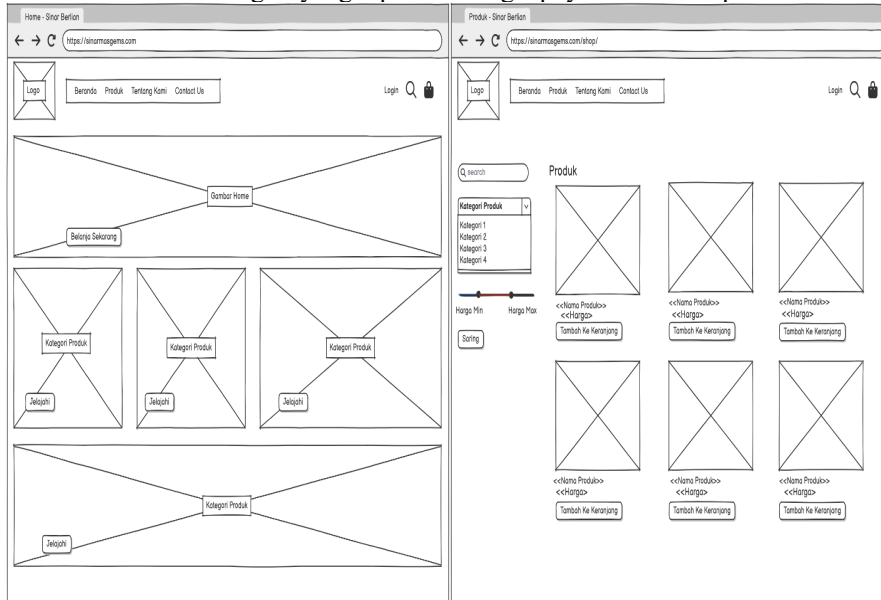 Home - Sinar Berlian
https://sinarmasgems.com
Logo
Beranda Produk Tentang Kami Contact Us
Login
Gambar Home
Belanja Sekarang
Kategori Produk
Jelajahi
Kategori Produk
Jelajahi
Kategori Produk
Jelajahi
Kategori Produk
Jelajahi
Produk - Sinar Berlian
https://sinarmasgems.com/shop/
Logo
Beranda Produk Tentang Kami Contact Us
Login
search
Kategori Produk
Kategori 1
Kategori 2
Kategori 3
Kategori 4
Harga Min Harga Max
Saring
Produk
<<Nama Produk>> <<Nama Produk>> <<Nama Produk>>
<<Harga> <<Harga> <<Harga>
Tambah Ke Keranjang Tambah Ke Keranjang Tambah Ke Keranjang
<<Nama Produk>> <<Nama Produk>> <<Nama Produk>>
<<Harga> <<Harga> <<Harga>
Tambah Ke Keranjang Tambah Ke Keranjang Tambah Ke Keranjang